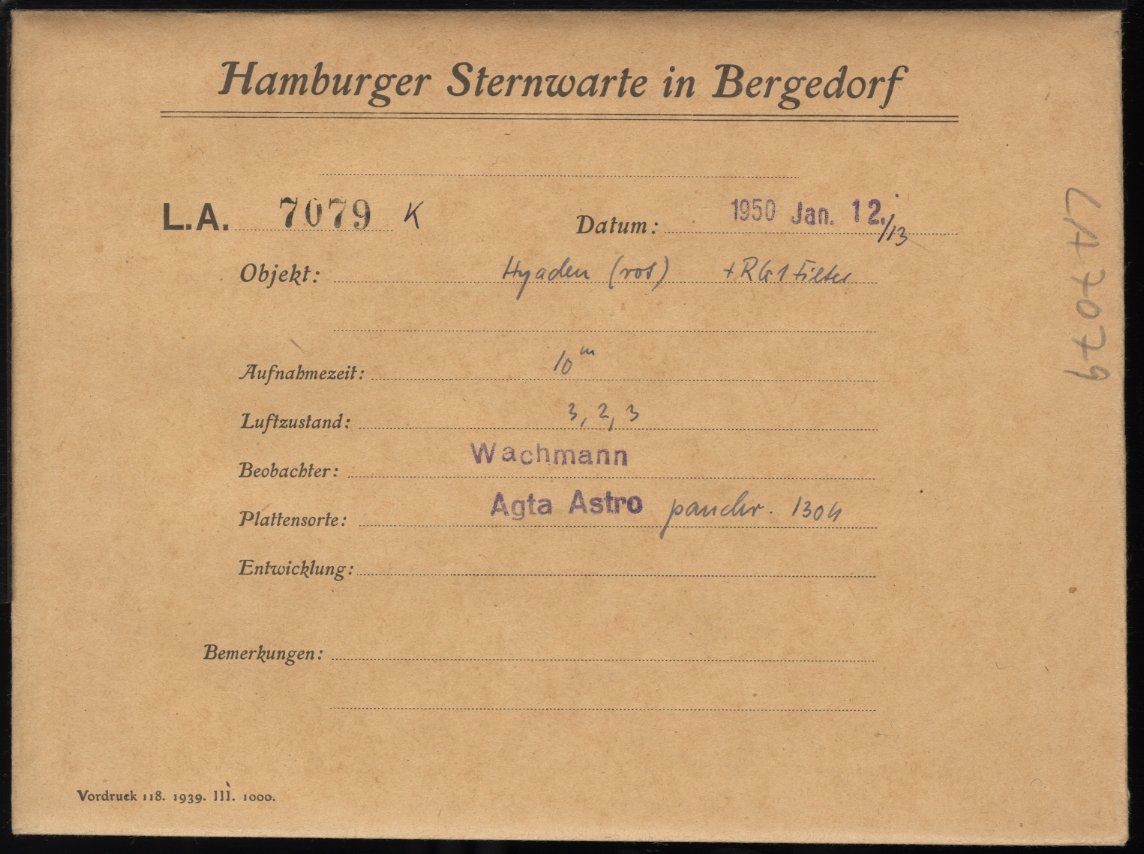 Hamburger Sternwarte in Bergedorf
L.A. 7079 K
Datum: 1950 Jan. 12./13
Objekt: Hyaden (rot) + RG1 Filter
Aufnahmezeit: 10ᵐ
Luftzustand: 3, 2, 3
Beobachter: Wachmann
Plattensorte: Agfa Astro panchr. 1304
Entwicklung:
Bemerkungen:
Vordruck 118. 1939. III. 1000.
LA 7079